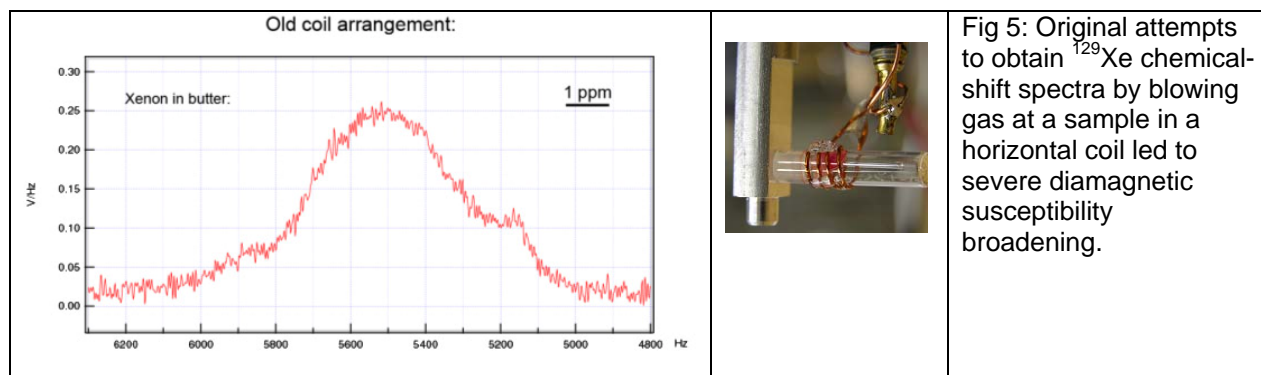 Old coil arrangement:
0.30
0.25
0.20
0.15
0.10
0.05
0.00
V/Hz
Xenon in butter:
1 ppm
6200 6000 5800 5600 5400 5200 5000 4800 Hz
Fig 5: Original attempts
to obtain ¹²⁹Xe chemical-
shift spectra by blowing
gas at a sample in a
horizontal coil led to
severe diamagnetic
susceptibility
broadening.